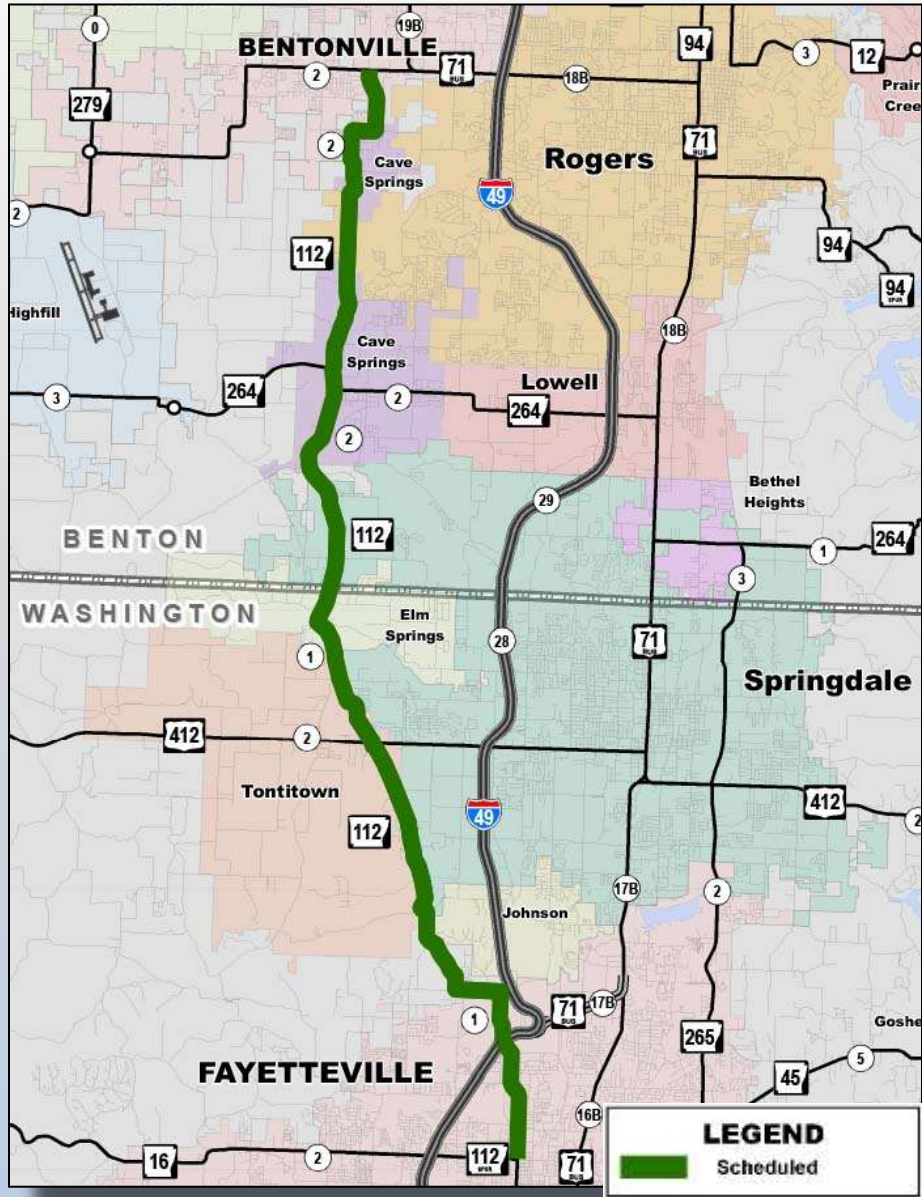 19B
0
BENTONVILLE
71
BUS
94
3
12
2
18B
279
Prair
Cree
71
BUS
2
Cave
Springs
Rogers
49
2
112
94
94
SPUR
Highfill
18B
Cave
Springs
264
2
Lowell
3
264
2
29
Bethel
Heights
112
BENTON
264
1
3
WASHINGTON
Elm
Springs
28
71
BUS
1
Springdale
412
2
Tontitown
49
412
2
112
17B
2
Johnson
71
BUS
17B
1
265
Goshe
5
FAYETTEVILLE
45
16B
16
2
112
SPUR
71
BUS
LEGEND
Scheduled